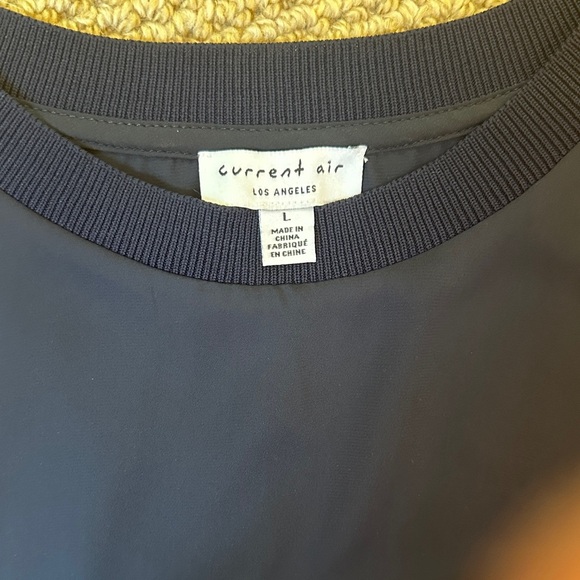 current air
LOS ANGELES
L
MADE IN
CHINA
FABRIQUÉ
EN CHINE